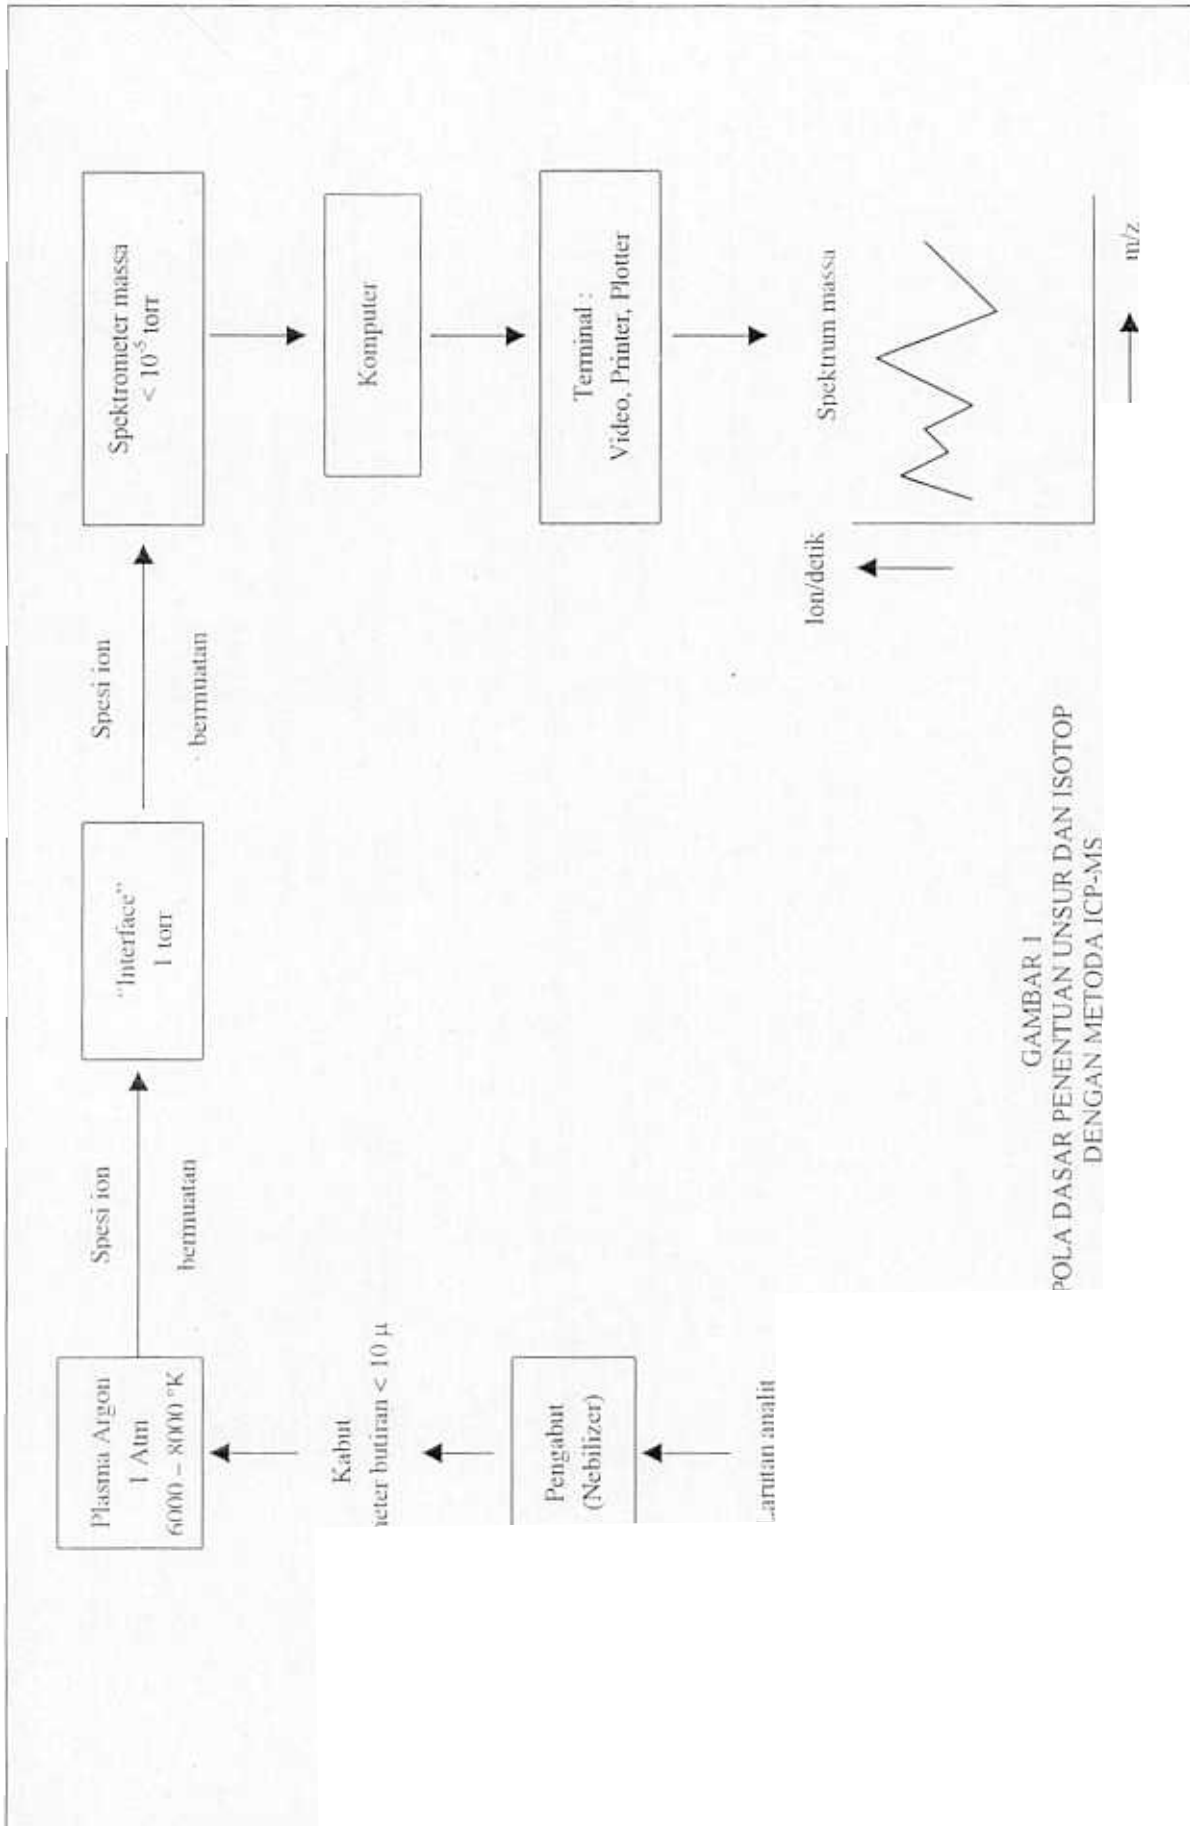 Plasma Argon
1 Atm
6000 – 8000 °K
Spesi ion
bermuatan
"Interface"
1 torr
Spesi ion
bermuatan
Spektrometer massa
< 10⁻⁵ torr
Kabut
neter butiran < 10 µ
Komputer
Pengabut
(Nebilizer)
Terminal :
Video, Printer, Plotter
arutan analit
Ion/detik
Spektrum massa
m/z
GAMBAR 1
POLA DASAR PENENTUAN UNSUR DAN ISOTOP
DENGAN METODA ICP-MS